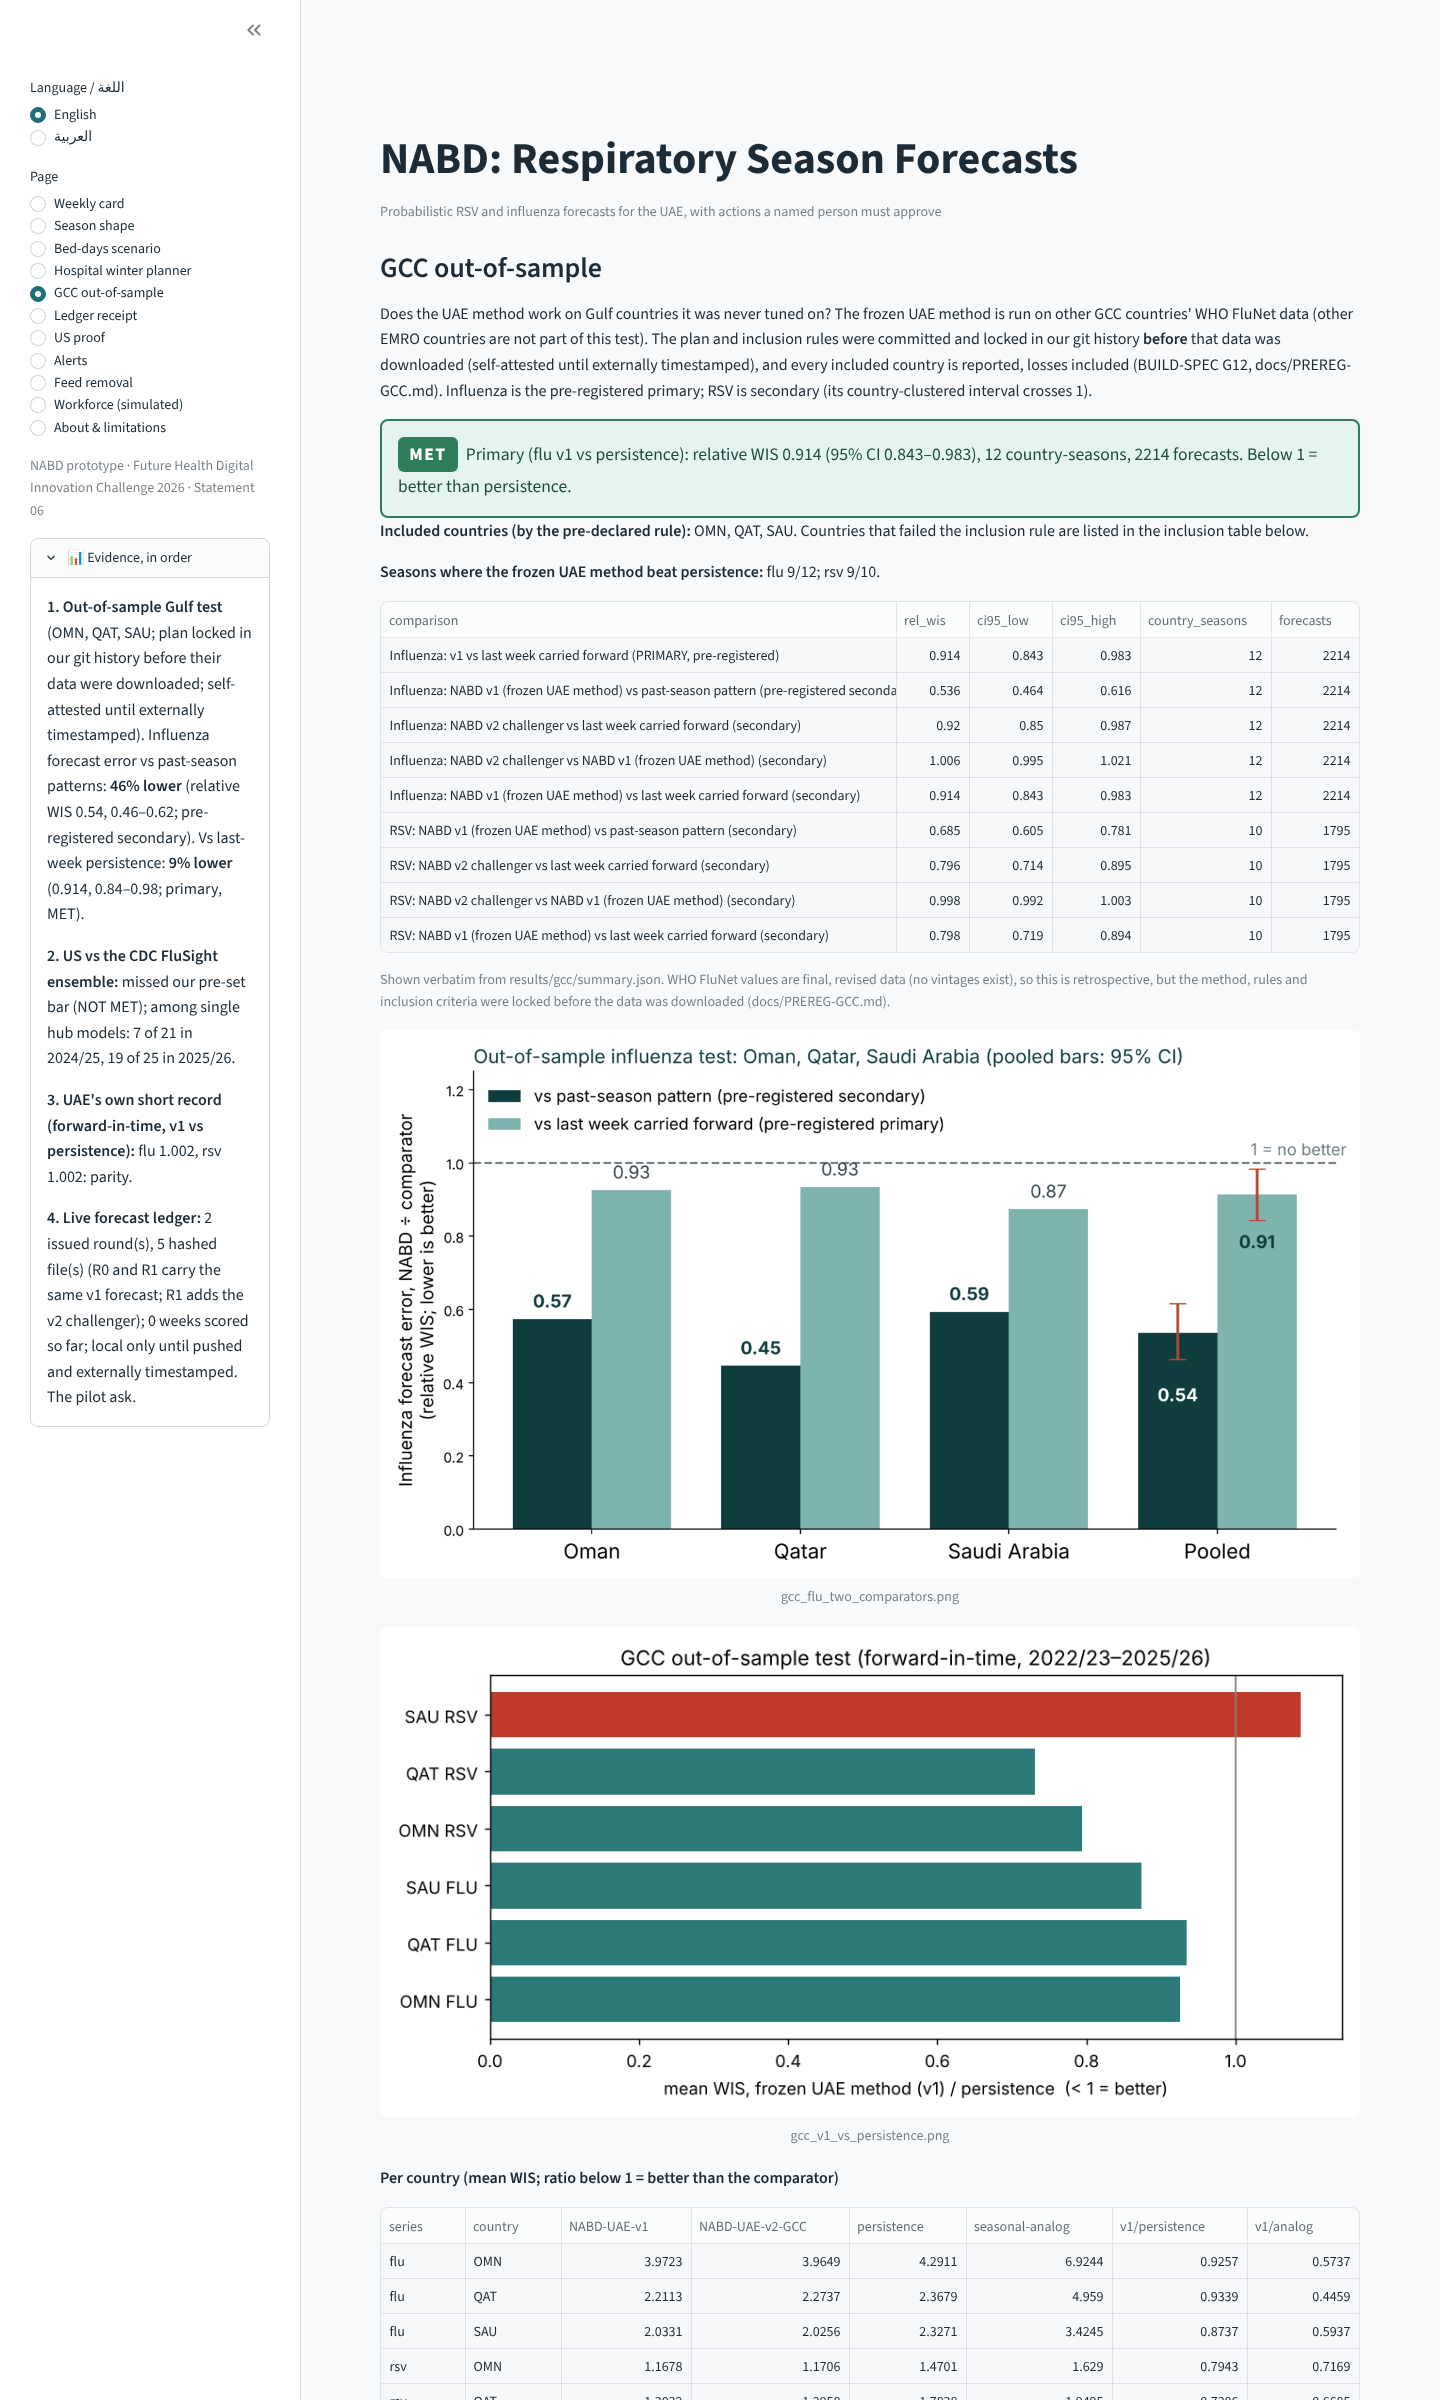 Language / اللغة
English
العربية
Page
Weekly card
Season shape
Bed-days scenario
Hospital winter planner
GCC out-of-sample
Ledger receipt
US proof
Alerts
Feed removal
Workforce (simulated)
About & limitations
NABD prototype · Future Health Digital
Innovation Challenge 2026 · Statement
06
📊 Evidence, in order
1. Out-of-sample Gulf test
(OMN, QAT, SAU; plan locked in
our git history before their
data were downloaded; self-
attested until externally
timestamped). Influenza
forecast error vs past-season
patterns: 46% lower (relative
WIS 0.54, 0.46–0.62; pre-
registered secondary). Vs last-
week persistence: 9% lower
(0.914, 0.84–0.98; primary,
MET).
2. US vs the CDC FluSight
ensemble: missed our pre-set
bar (NOT MET); among single
hub models: 7 of 21 in
2024/25, 19 of 25 in 2025/26.
3. UAE's own short record
(forward-in-time, v1 vs
persistence): flu 1.002, rsv
1.002: parity.
4. Live forecast ledger: 2
issued round(s), 5 hashed
file(s) (R0 and R1 carry the
same v1 forecast; R1 adds the
v2 challenger); 0 weeks scored
so far; local only until pushed
and externally timestamped.
The pilot ask.
NABD: Respiratory Season Forecasts
Probabilistic RSV and influenza forecasts for the UAE, with actions a named person must approve
GCC out-of-sample
Does the UAE method work on Gulf countries it was never tuned on? The frozen UAE method is run on other GCC countries' WHO FluNet data (other
EMRO countries are not part of this test). The plan and inclusion rules were committed and locked in our git history before that data was
downloaded (self-attested until externally timestamped), and every included country is reported, losses included (BUILD-SPEC G12, docs/PREREG-
GCC.md). Influenza is the pre-registered primary; RSV is secondary (its country-clustered interval crosses 1).
MET Primary (flu v1 vs persistence): relative WIS 0.914 (95% CI 0.843–0.983), 12 country-seasons, 2214 forecasts. Below 1 =
better than persistence.
Included countries (by the pre-declared rule): OMN, QAT, SAU. Countries that failed the inclusion rule are listed in the inclusion table below.
Seasons where the frozen UAE method beat persistence: flu 9/12; rsv 9/10.
comparison rel_wis ci95_low ci95_high country_seasons forecasts
Influenza: v1 vs last week carried forward (PRIMARY, pre-registered) 0.914 0.843 0.983 12 2214
Influenza: NABD v1 (frozen UAE method) vs past-season pattern (pre-registered seconda 0.536 0.464 0.616 12 2214
Influenza: NABD v2 challenger vs last week carried forward (secondary) 0.92 0.85 0.987 12 2214
Influenza: NABD v2 challenger vs NABD v1 (frozen UAE method) (secondary) 1.006 0.995 1.021 12 2214
Influenza: NABD v1 (frozen UAE method) vs last week carried forward (secondary) 0.914 0.843 0.983 12 2214
RSV: NABD v1 (frozen UAE method) vs past-season pattern (secondary) 0.685 0.605 0.781 10 1795
RSV: NABD v2 challenger vs last week carried forward (secondary) 0.796 0.714 0.895 10 1795
RSV: NABD v2 challenger vs NABD v1 (frozen UAE method) (secondary) 0.998 0.992 1.003 10 1795
RSV: NABD v1 (frozen UAE method) vs last week carried forward (secondary) 0.798 0.719 0.894 10 1795
Shown verbatim from results/gcc/summary.json. WHO FluNet values are final, revised data (no vintages exist), so this is retrospective, but the method, rules and
inclusion criteria were locked before the data was downloaded (docs/PREREG-GCC.md).
Out-of-sample influenza test: Oman, Qatar, Saudi Arabia (pooled bars: 95% CI)
vs past-season pattern (pre-registered secondary)
vs last week carried forward (pre-registered primary)
Influenza forecast error, NABD ÷ comparator
(relative WIS; lower is better)
1.2
1.0
0.8
0.6
0.4
0.2
0.0
1 = no better
0.57
0.93
0.45
0.93
0.59
0.87
0.54
0.91
Oman
Qatar
Saudi Arabia
Pooled
gcc_flu_two_comparators.png
GCC out-of-sample test (forward-in-time, 2022/23–2025/26)
SAU RSV
QAT RSV
OMN RSV
SAU FLU
QAT FLU
OMN FLU
0.0 0.2 0.4 0.6 0.8 1.0
mean WIS, frozen UAE method (v1) / persistence (< 1 = better)
gcc_v1_vs_persistence.png
Per country (mean WIS; ratio below 1 = better than the comparator)
series country NABD-UAE-v1 NABD-UAE-v2-GCC persistence seasonal-analog v1/persistence v1/analog
flu OMN 3.9723 3.9649 4.2911 6.9244 0.9257 0.5737
flu QAT 2.2113 2.2737 2.3679 4.959 0.9339 0.4459
flu SAU 2.0331 2.0256 2.3271 3.4245 0.8737 0.5937
rsv OMN 1.1678 1.1706 1.4701 1.629 0.7943 0.7169